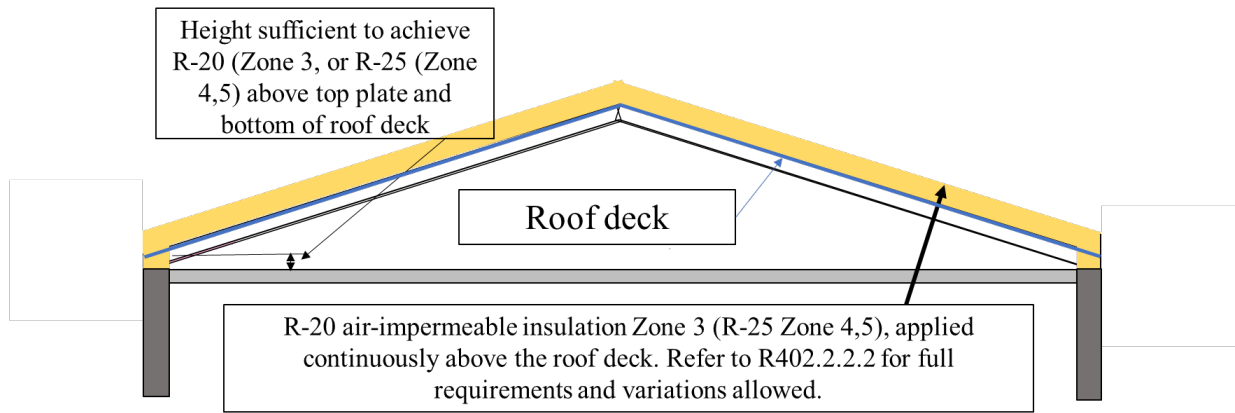 Height sufficient to achieve
R-20 (Zone 3, or R-25 (Zone
4,5) above top plate and
bottom of roof deck
Roof deck
R-20 air-impermeable insulation Zone 3 (R-25 Zone 4,5), applied
continuously above the roof deck. Refer to R402.2.2.2 for full
requirements and variations allowed.